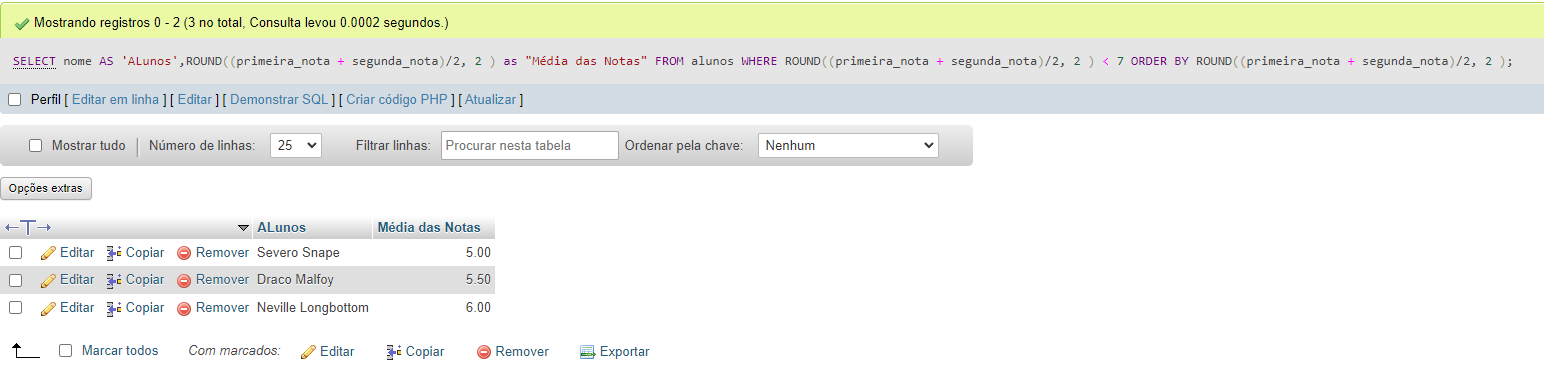 Mostrando registros 0 - 2 (3 no total, Consulta levou 0.0002 segundos.)
SELECT nome AS 'ALunos',ROUND((primeira_nota + segunda_nota)/2, 2 ) as "Média das Notas" FROM alunos WHERE ROUND((primeira_nota + segunda_nota)/2, 2 ) < 7 ORDER BY ROUND((primeira_nota + segunda_nota)/2, 2 );
Perfil [ Editar em linha ] [ Editar ] [ Demonstrar SQL ] [ Criar código PHP ] [ Atualizar ]
Mostrar tudo | Número de linhas: 25 Filtrar linhas: Procurar nesta tabela Ordenar pela chave: Nenhum
Opções extras
ALunos Média das Notas
Editar Copiar Remover Severo Snape 5.00
Editar Copiar Remover Draco Malfoy 5.50
Editar Copiar Remover Neville Longbottom 6.00
Marcar todos Com marcados: Editar Copiar Remover Exportar